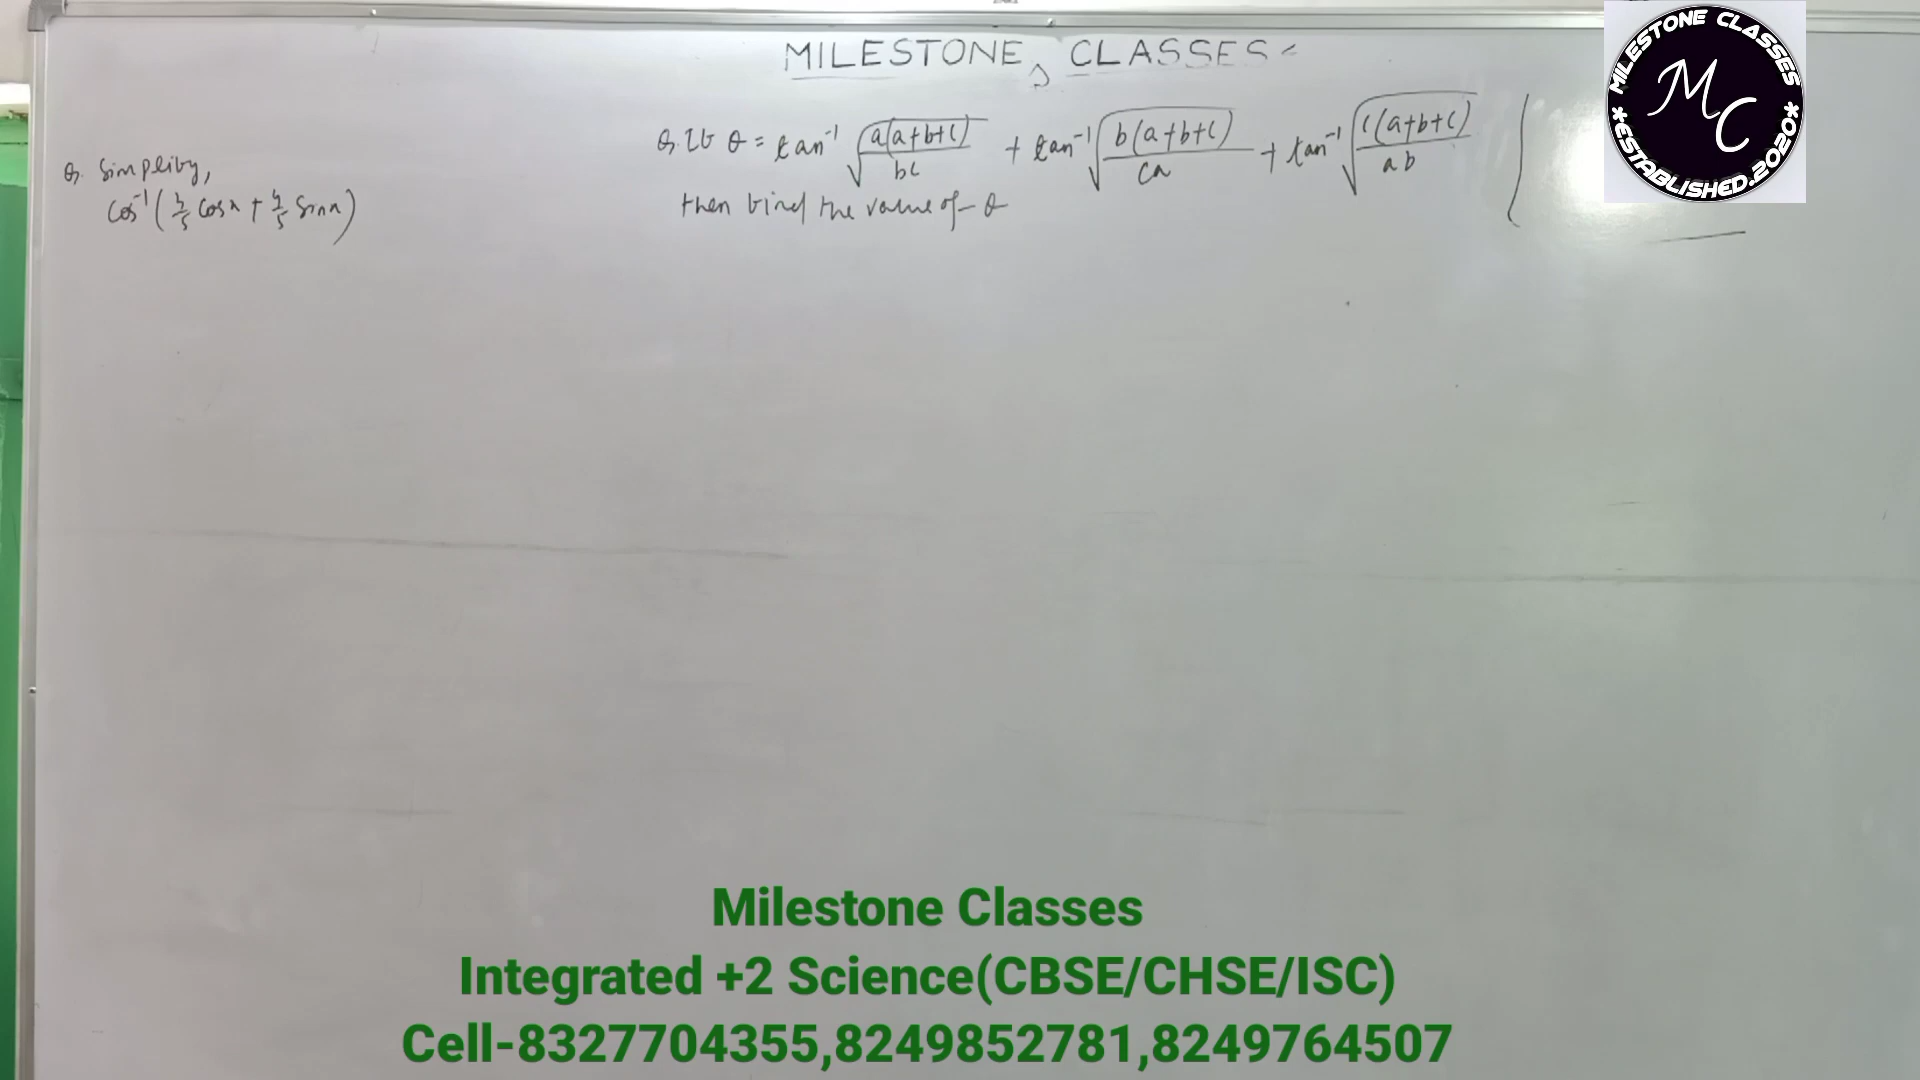 MILESTONE CLASSES
MILESTONE CLASSES
MC
*ESTABLISHED.2020*
Q. Simplify,
cos⁻¹(3/5 cosx + 4/5 sinx)
Q. If θ = tan⁻¹ √(a(a+b+c)/bc) + tan⁻¹ √(b(a+b+c)/ca) + tan⁻¹ √(c(a+b+c)/ab)
then find the value of θ
Milestone Classes
Integrated +2 Science(CBSE/CHSE/ISC)
Cell-8327704355,8249852781,8249764507